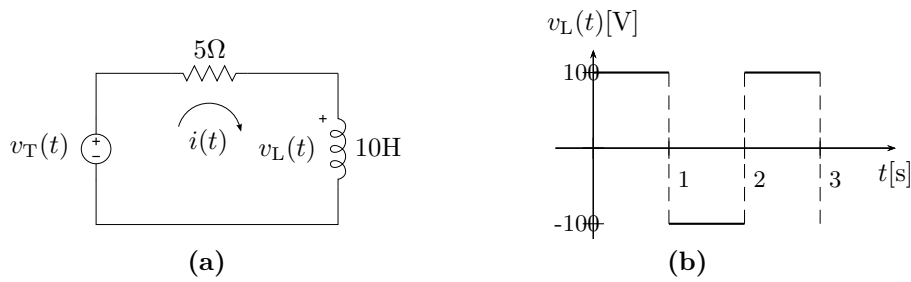 5Ω
v_T(t)
+
−
i(t)
+
v_L(t)
10H
(a)
v_L(t)[V]
100
-100
1
2
3
t[s]
(b)